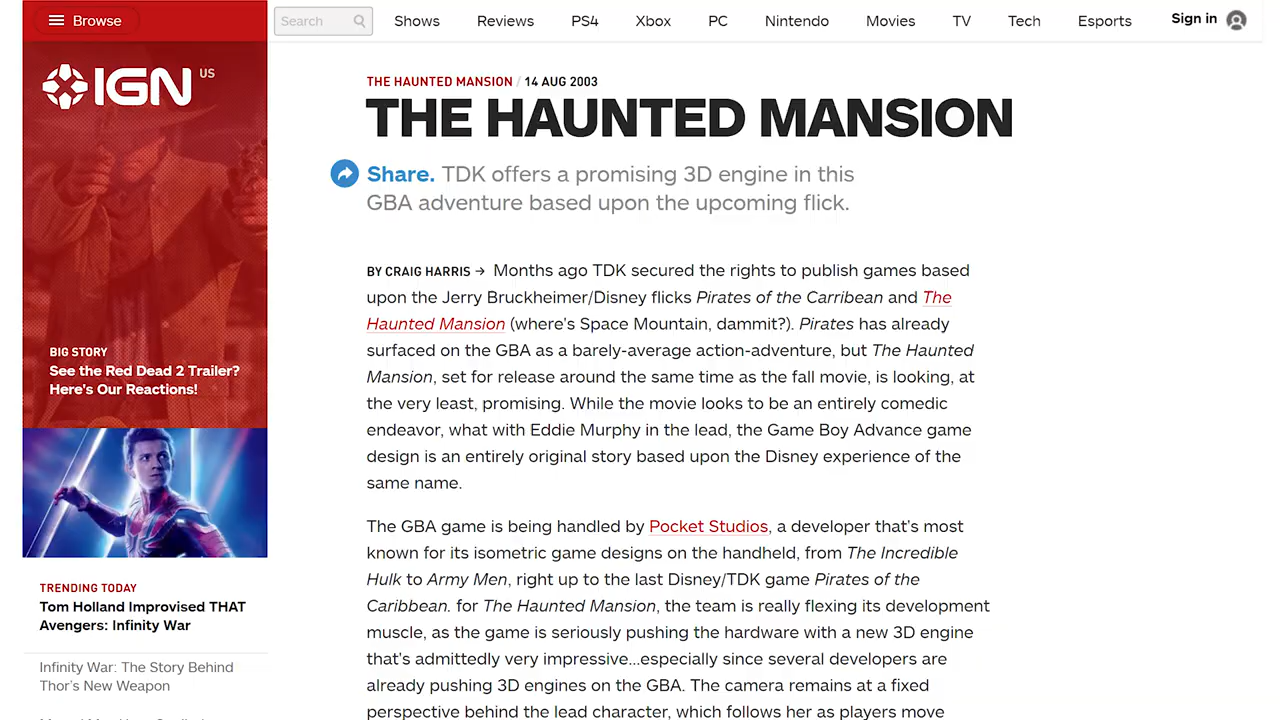 Browse
Search
Shows
Reviews
PS4
Xbox
PC
Nintendo
Movies
TV
Tech
Esports
Sign in
IGN
US
BIG STORY
See the Red Dead 2 Trailer?
Here's Our Reactions!
TRENDING TODAY
Tom Holland Improvised THAT
Avengers: Infinity War
Infinity War: The Story Behind
Thor's New Weapon
THE HAUNTED MANSION / 14 AUG 2003
THE HAUNTED MANSION
Share. TDK offers a promising 3D engine in this
GBA adventure based upon the upcoming flick.
BY CRAIG HARRIS → Months ago TDK secured the rights to publish games based
upon the Jerry Bruckheimer/Disney flicks Pirates of the Carribean and The
Haunted Mansion (where's Space Mountain, dammit?). Pirates has already
surfaced on the GBA as a barely-average action-adventure, but The Haunted
Mansion, set for release around the same time as the fall movie, is looking, at
the very least, promising. While the movie looks to be an entirely comedic
endeavor, what with Eddie Murphy in the lead, the Game Boy Advance game
design is an entirely original story based upon the Disney experience of the
same name.
The GBA game is being handled by Pocket Studios, a developer that's most
known for its isometric game designs on the handheld, from The Incredible
Hulk to Army Men, right up to the last Disney/TDK game Pirates of the
Caribbean. for The Haunted Mansion, the team is really flexing its development
muscle, as the game is seriously pushing the hardware with a new 3D engine
that's admittedly very impressive...especially since several developers are
already pushing 3D engines on the GBA. The camera remains at a fixed
perspective behind the lead character, which follows her as players move